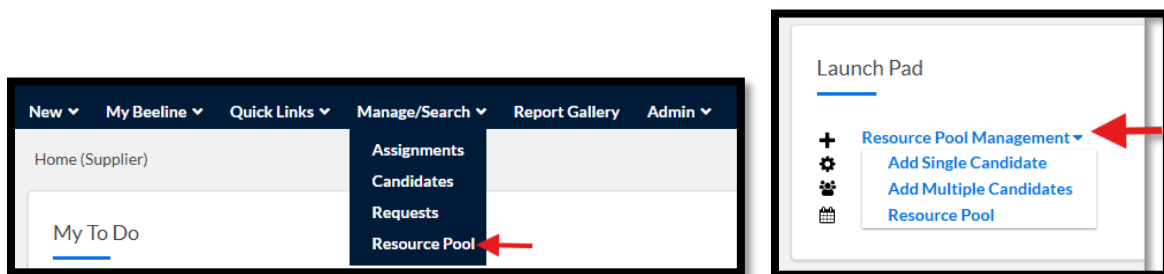 New My Beeline Quick Links Manage/Search Report Gallery Admin
Home (Supplier)
Assignments
Candidates
Requests
Resource Pool
My To Do
Launch Pad
Resource Pool Management
Add Single Candidate
Add Multiple Candidates
Resource Pool